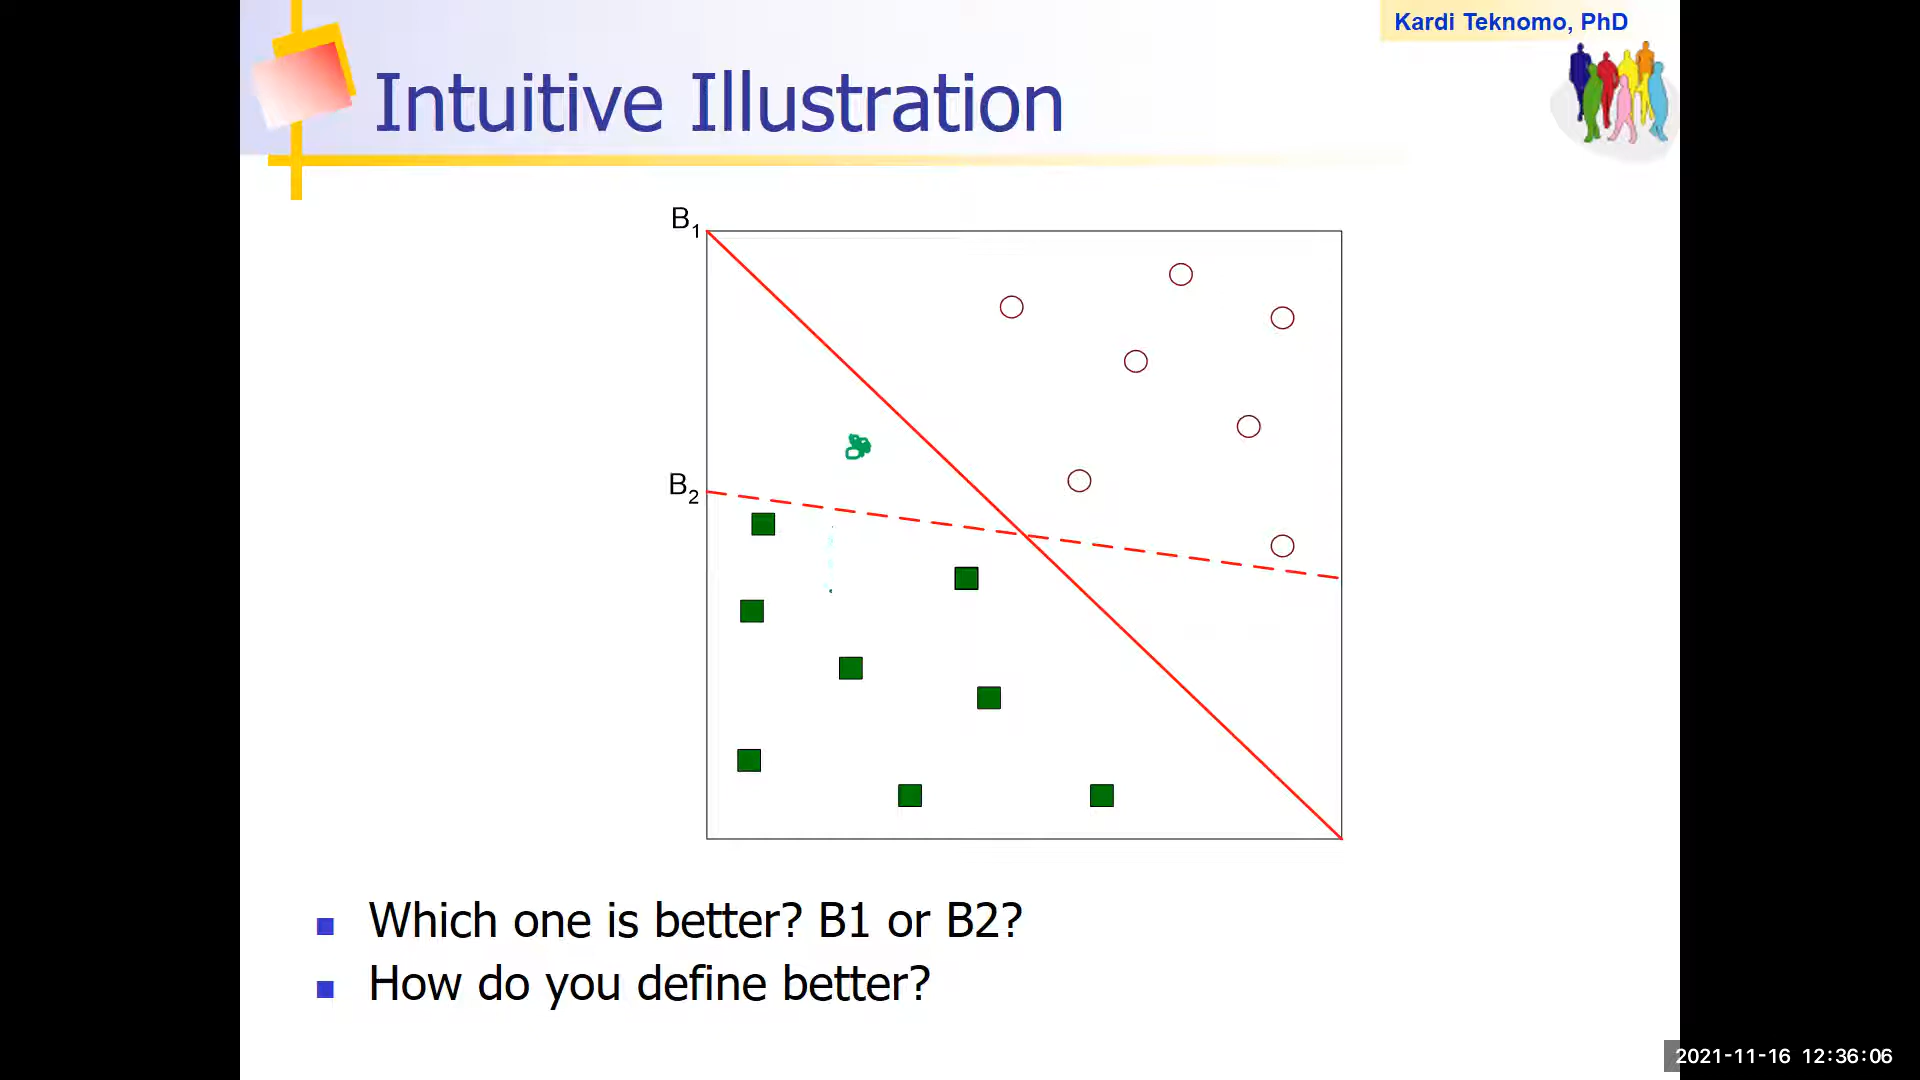 Kardi Teknomo, PhD
Intuitive Illustration
B1
B2
Which one is better? B1 or B2?
How do you define better?
2021-11-16 12:36:06